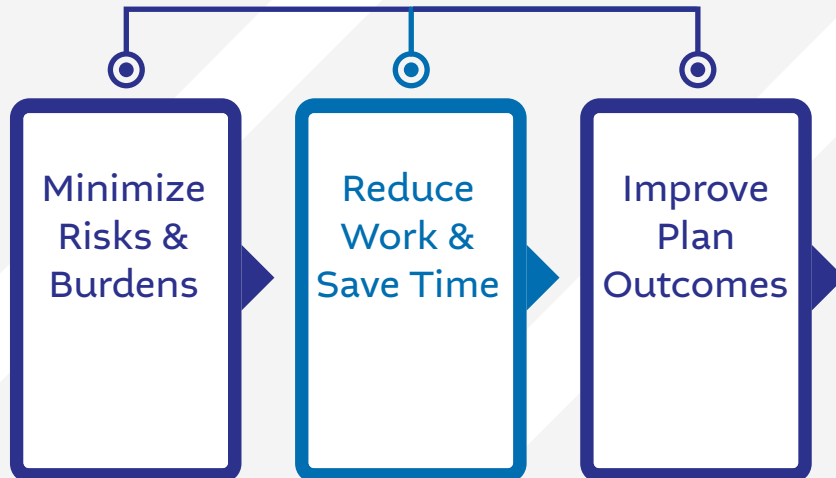 Minimize
Risks &
Burdens
Reduce
Work &
Save Time
Improve
Plan
Outcomes